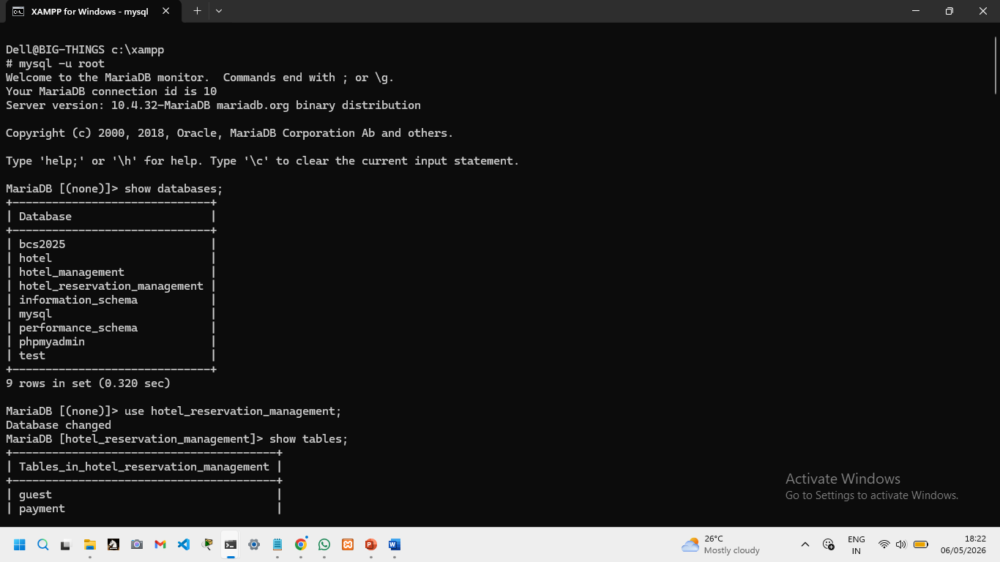 XAMPP for Windows - mysql
Dell@BIG-THINGS c:\xampp
# mysql -u root
Welcome to the MariaDB monitor.  Commands end with ; or \g.
Your MariaDB connection id is 10
Server version: 10.4.32-MariaDB mariadb.org binary distribution
Copyright (c) 2000, 2018, Oracle, MariaDB Corporation Ab and others.
Type 'help;' or '\h' for help. Type '\c' to clear the current input statement.
MariaDB [(none)]> show databases;
+------------------------------+
| Database                     |
+------------------------------+
| bcs2025                      |
| hotel                        |
| hotel_management             |
| hotel_reservation_management |
| information_schema           |
| mysql                        |
| performance_schema           |
| phpmyadmin                   |
| test                         |
+------------------------------+
9 rows in set (0.320 sec)
MariaDB [(none)]> use hotel_reservation_management;
Database changed
MariaDB [hotel_reservation_management]> show tables;
+----------------------------------------+
| Tables_in_hotel_reservation_management |
+----------------------------------------+
| guest                                  |
| payment                                |
Activate Windows
Go to Settings to activate Windows.
26°C
Mostly cloudy
ENG
IN
18:22
06/05/2026